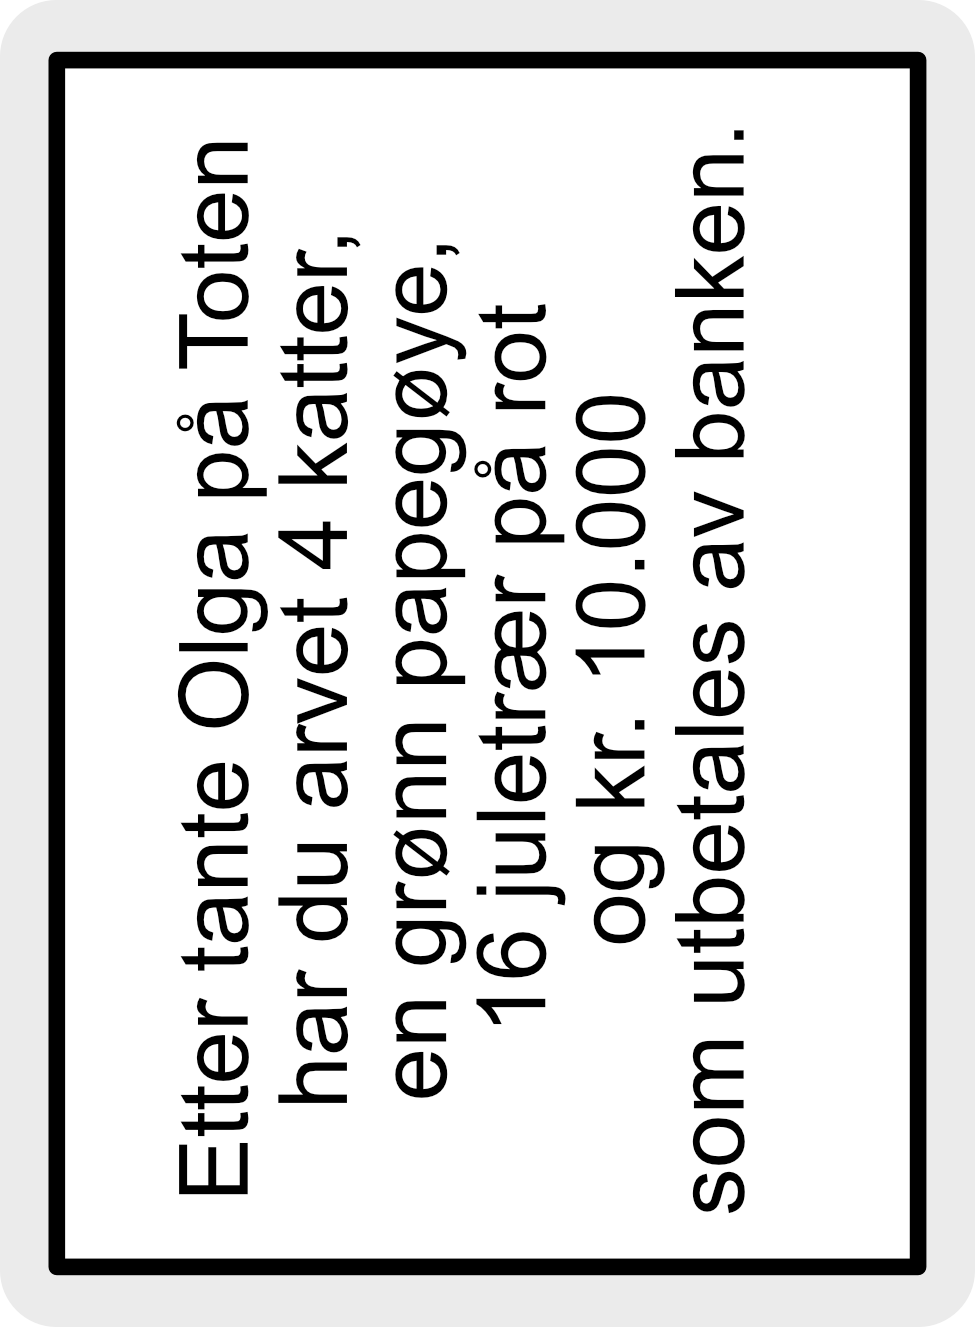 Etter tante Olga på Toten
har du arvet 4 katter,
en grønn papegøye,
16 juletrær på rot
og kr. 10.000
som utbetales av banken.